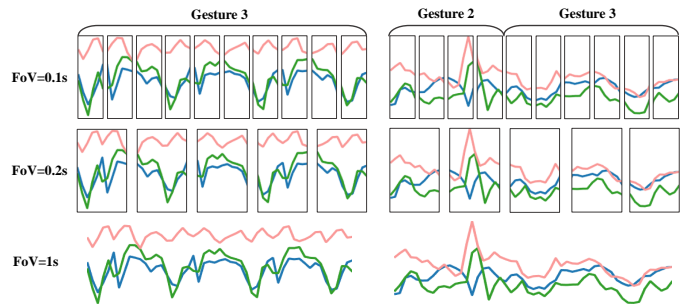 Gesture 3
Gesture 2
Gesture 3
FoV=0.1s
FoV=0.2s
FoV=1s